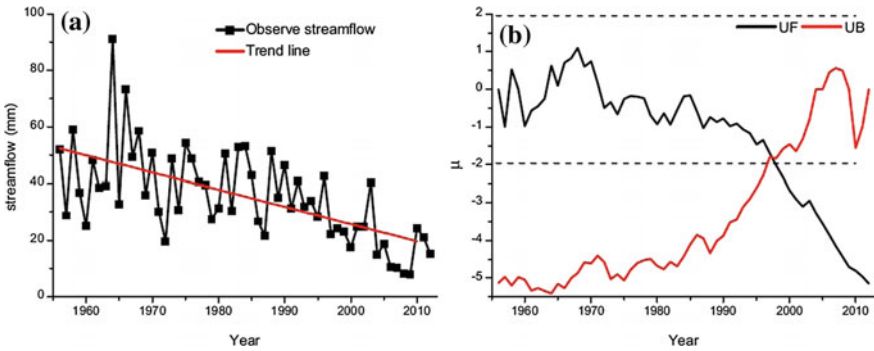 (a)
Observe streamflow
Trend line
streamflow (mm)
100
80
60
40
20
0
1960 1970 1980 1990 2000 2010
Year
(b)
UF UB
μ
2
1
0
-1
-2
-3
-4
-5
1960 1970 1980 1990 2000 2010
Year